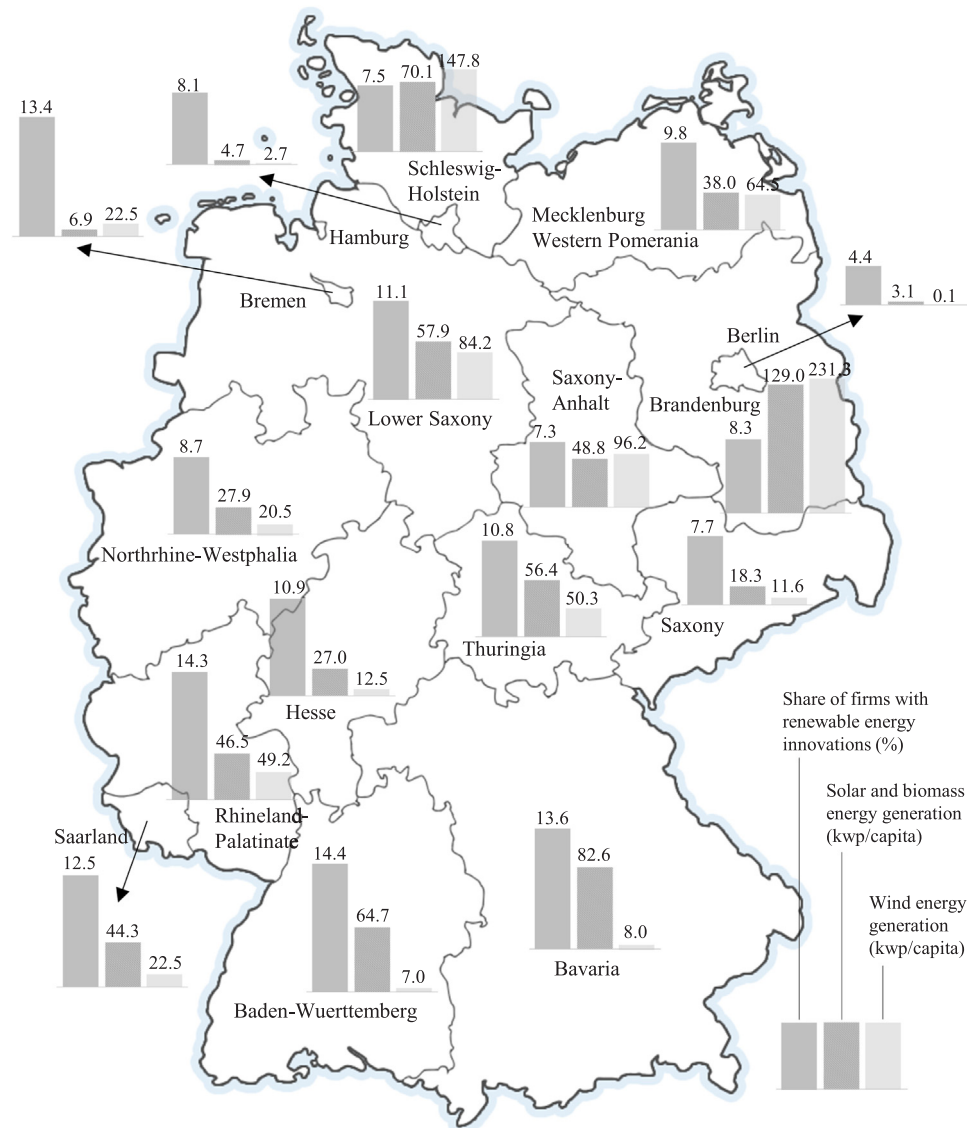 7.5 70.1 147.8
Schleswig-
Holstein
8.1
4.7 2.7
Hamburg
13.4
6.9 22.5
Bremen
9.8
38.0 64.5
Mecklenburg
Western Pomerania
4.4
3.1 0.1
Berlin
11.1
57.9 84.2
Lower Saxony
Saxony-
Anhalt
7.3 48.8 96.2
Brandenburg
8.3 129.0 231.3
8.7
27.9 20.5
Northrhine-Westphalia
10.8
56.4
50.3
Thuringia
7.7
18.3 11.6
Saxony
10.9
27.0
12.5
Hesse
14.3
46.5
49.2
Rhineland-
Palatinate
Saarland
12.5
44.3
22.5
14.4
64.7
7.0
Baden-Wuerttemberg
13.6
82.6
8.0
Bavaria
Share of firms with
renewable energy
innovations (%)
Solar and biomass
energy generation
(kwp/capita)
Wind energy
generation
(kwp/capita)